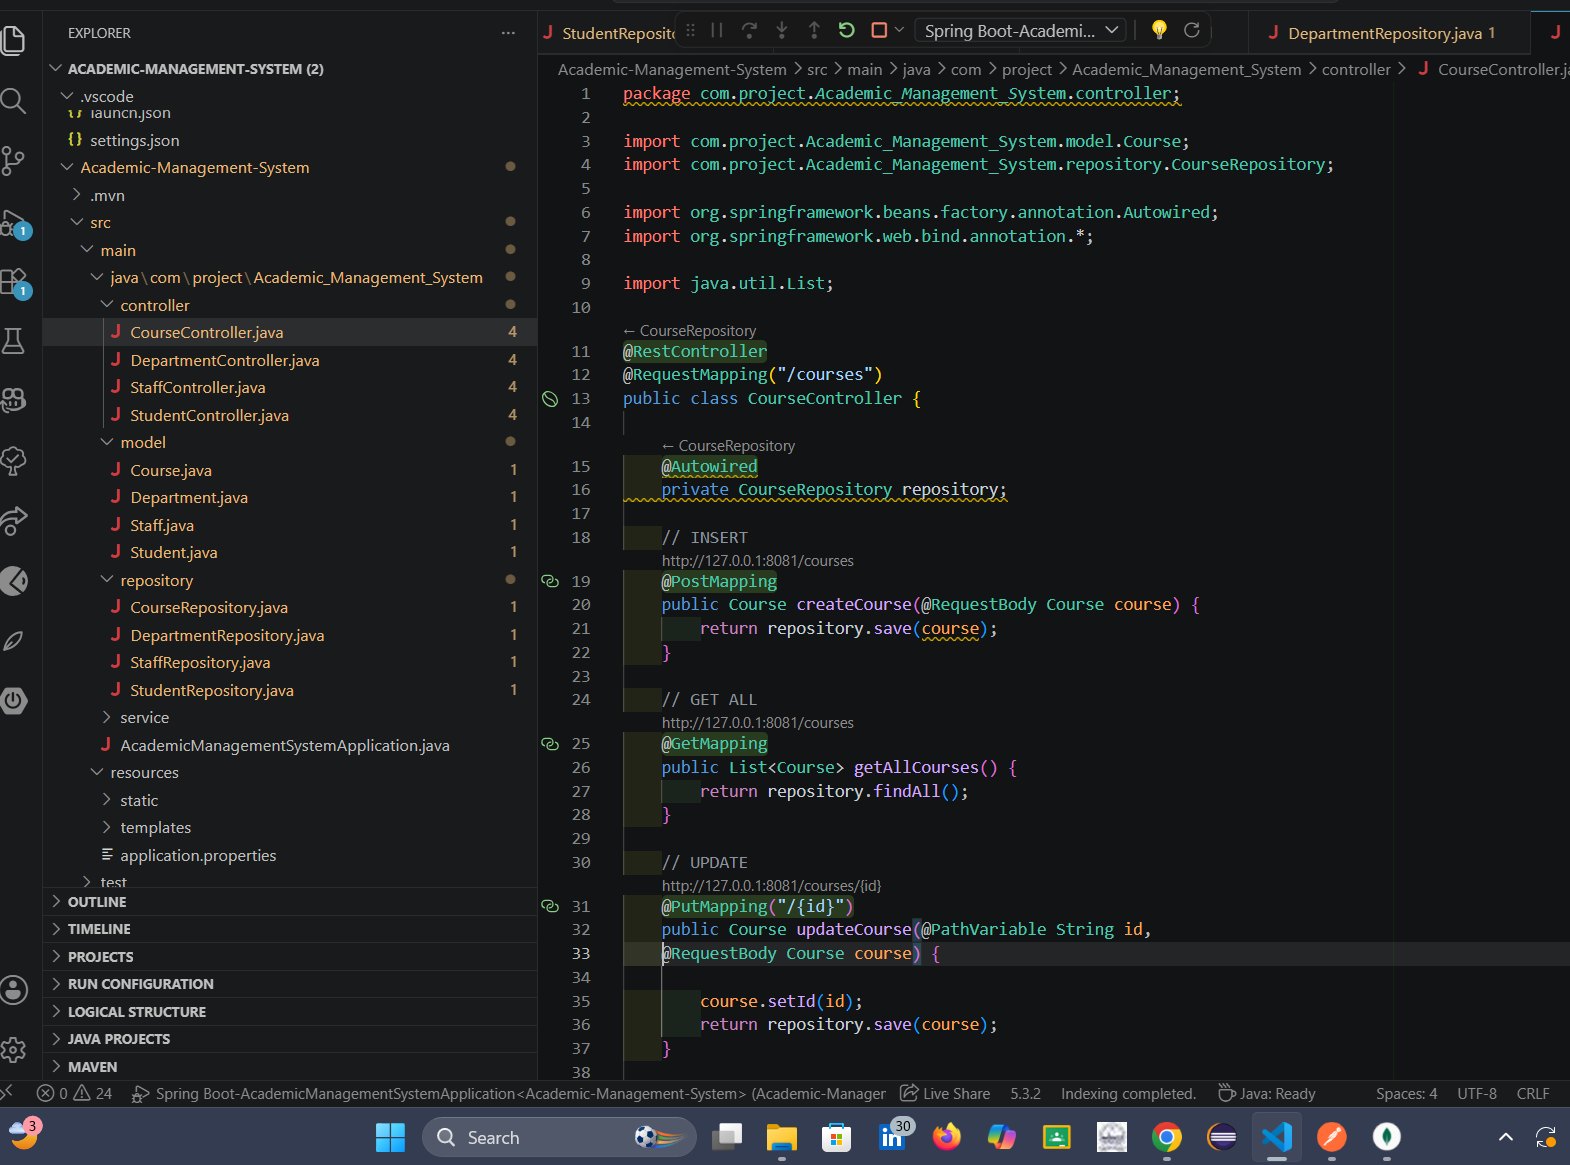 EXPLORER
ACADEMIC-MANAGEMENT-SYSTEM (2)
.vscode
launch.json
settings.json
Academic-Management-System
.mvn
src
main
java\com\project\Academic_Management_System
controller
CourseController.java 4
DepartmentController.java 4
StaffController.java 4
StudentController.java 4
model
Course.java 1
Department.java 1
Staff.java 1
Student.java 1
repository
CourseRepository.java 1
DepartmentRepository.java 1
StaffRepository.java 1
StudentRepository.java 1
service
AcademicManagementSystemApplication.java
resources
static
templates
application.properties
test
OUTLINE
TIMELINE
PROJECTS
RUN CONFIGURATION
LOGICAL STRUCTURE
JAVA PROJECTS
MAVEN
1
1
StudentReposito
Spring Boot-Academi...
DepartmentRepository.java 1
Academic-Management-System > src > main > java > com > project > Academic_Management_System > controller > CourseController.ja
1 package com.project.Academic_Management_System.controller;
2
3 import com.project.Academic_Management_System.model.Course;
4 import com.project.Academic_Management_System.repository.CourseRepository;
5
6 import org.springframework.beans.factory.annotation.Autowired;
7 import org.springframework.web.bind.annotation.*;
8
9 import java.util.List;
10
← CourseRepository
11 @RestController
12 @RequestMapping("/courses")
13 public class CourseController {
14
← CourseRepository
15 @Autowired
16 private CourseRepository repository;
17
18 // INSERT
http://127.0.0.1:8081/courses
19 @PostMapping
20 public Course createCourse(@RequestBody Course course) {
21 return repository.save(course);
22 }
23
24 // GET ALL
http://127.0.0.1:8081/courses
25 @GetMapping
26 public List<Course> getAllCourses() {
27 return repository.findAll();
28 }
29
30 // UPDATE
http://127.0.0.1:8081/courses/{id}
31 @PutMapping("/{id}")
32 public Course updateCourse(@PathVariable String id,
33 @RequestBody Course course) {
34
35 course.setId(id);
36 return repository.save(course);
37 }
38
0 24 Spring Boot-AcademicManagementSystemApplication<Academic-Management-System> (Academic-Manager Live Share 5.3.2 Indexing completed. Java: Ready Spaces: 4 UTF-8 CRLF
3
Search
30